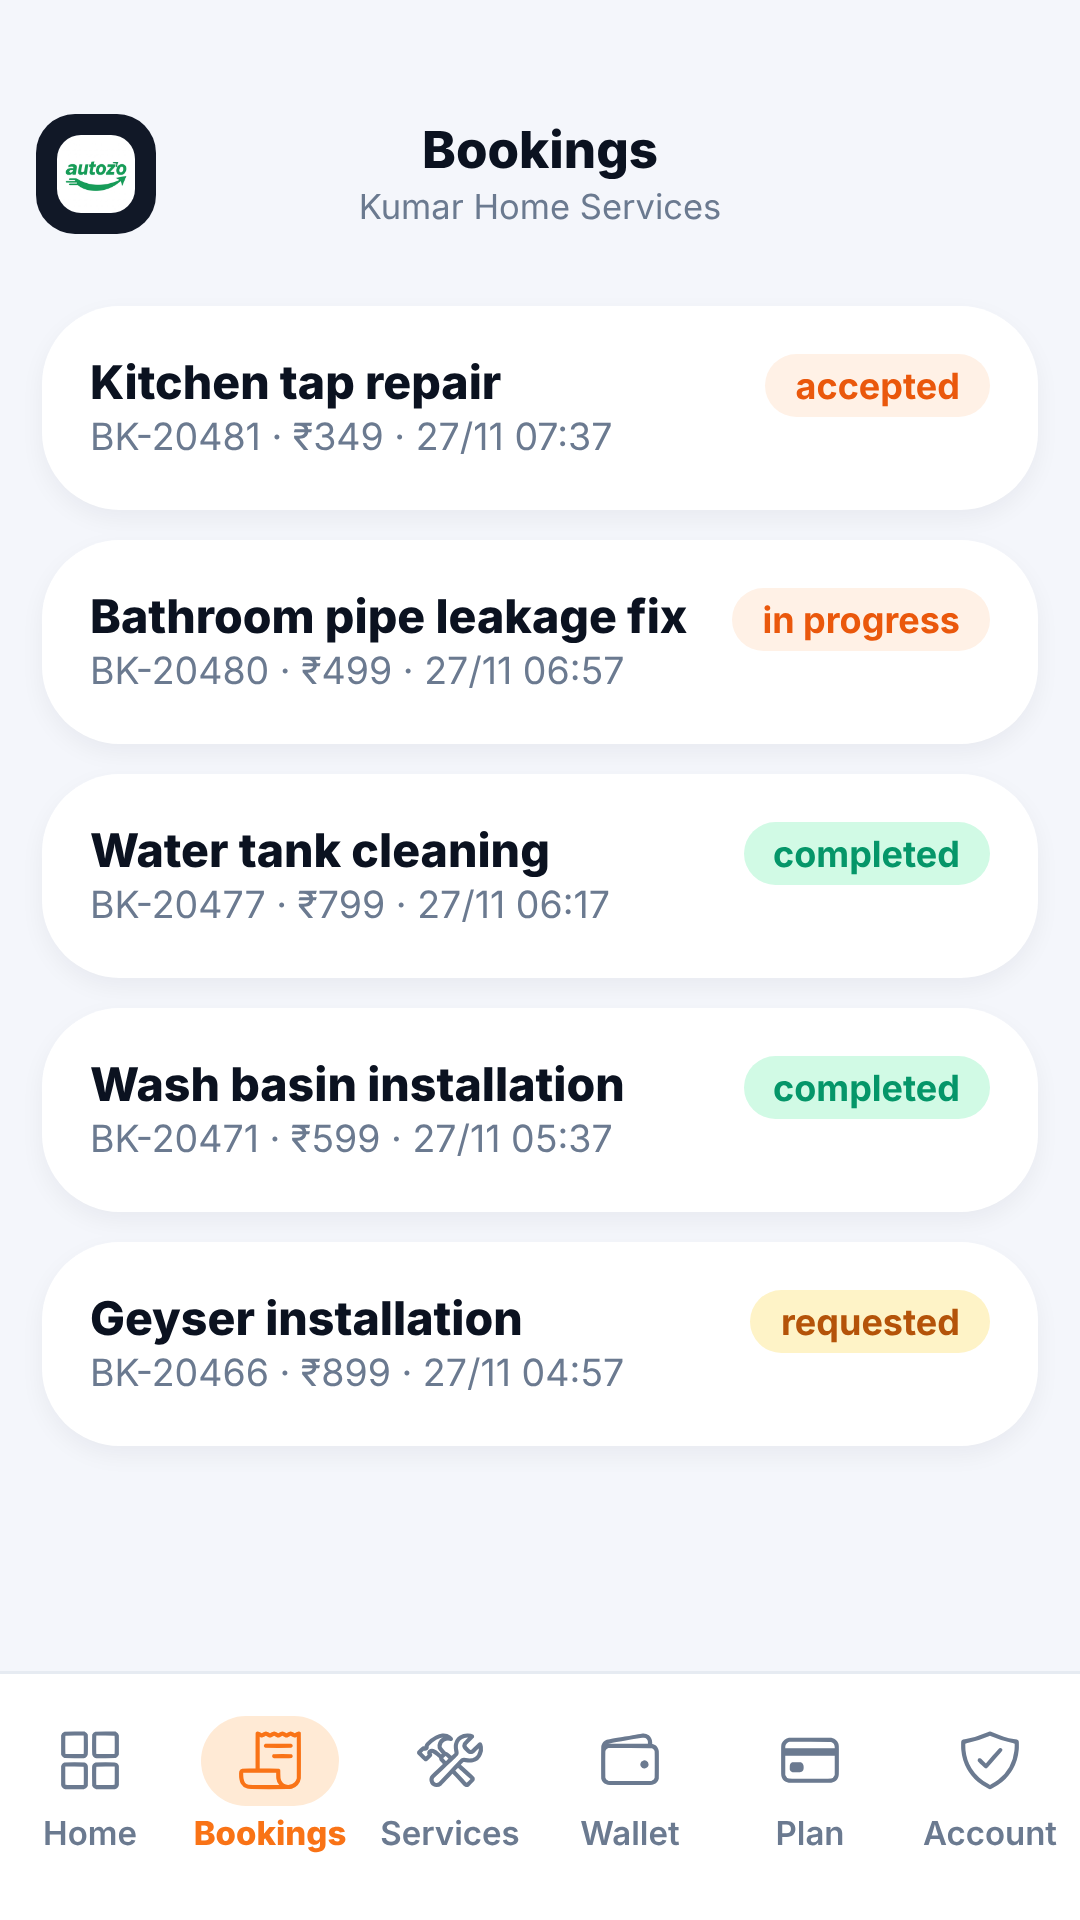 autozo
Bookings
Kumar Home Services
Kitchen tap repair
accepted
BK-20481 · ₹349 · 27/11 07:37
Bathroom pipe leakage fix
in progress
BK-20480 · ₹499 · 27/11 06:57
Water tank cleaning
completed
BK-20477 · ₹799 · 27/11 06:17
Wash basin installation
completed
BK-20471 · ₹599 · 27/11 05:37
Geyser installation
requested
BK-20466 · ₹899 · 27/11 04:57
Home
Bookings
Services
Wallet
Plan
Account